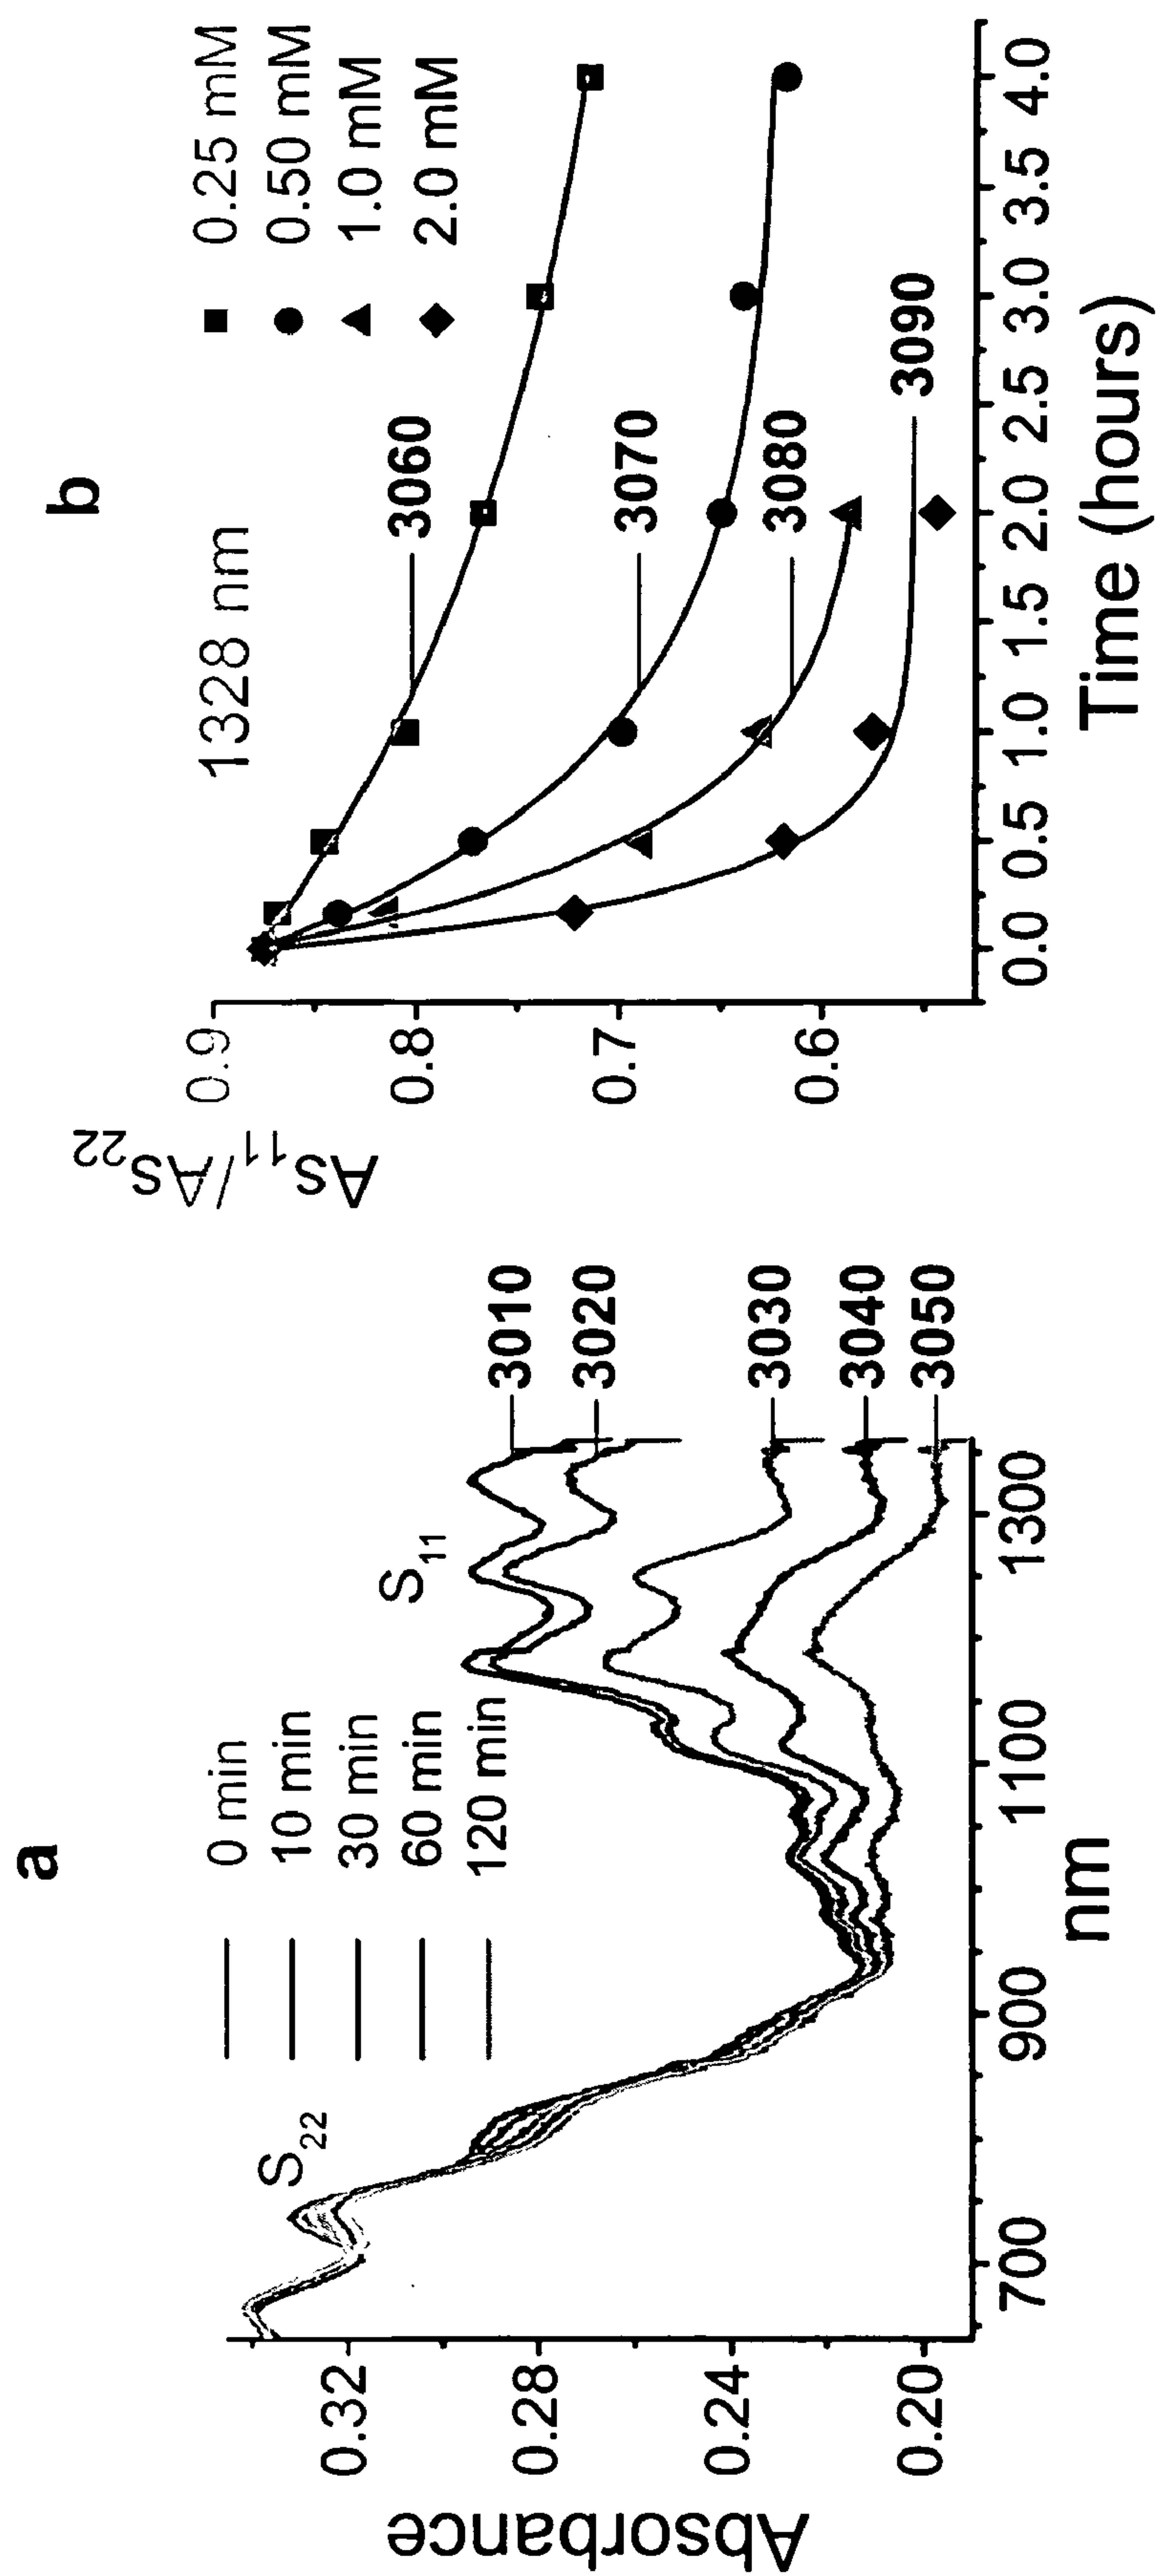 a
S22
0 min
10 min
30 min
60 min
120 min
S11
3010
3020
3030
3040
3050
Absorbance
0.32
0.28
0.24
0.20
700
900
1100
1300
nm
b
1328 nm
0.25 mM
0.50 mM
1.0 mM
2.0 mM
3060
3070
3080
3090
As11/As22
0.9
0.8
0.7
0.6
0.0 0.5 1.0 1.5 2.0 2.5 3.0 3.5 4.0
Time (hours)